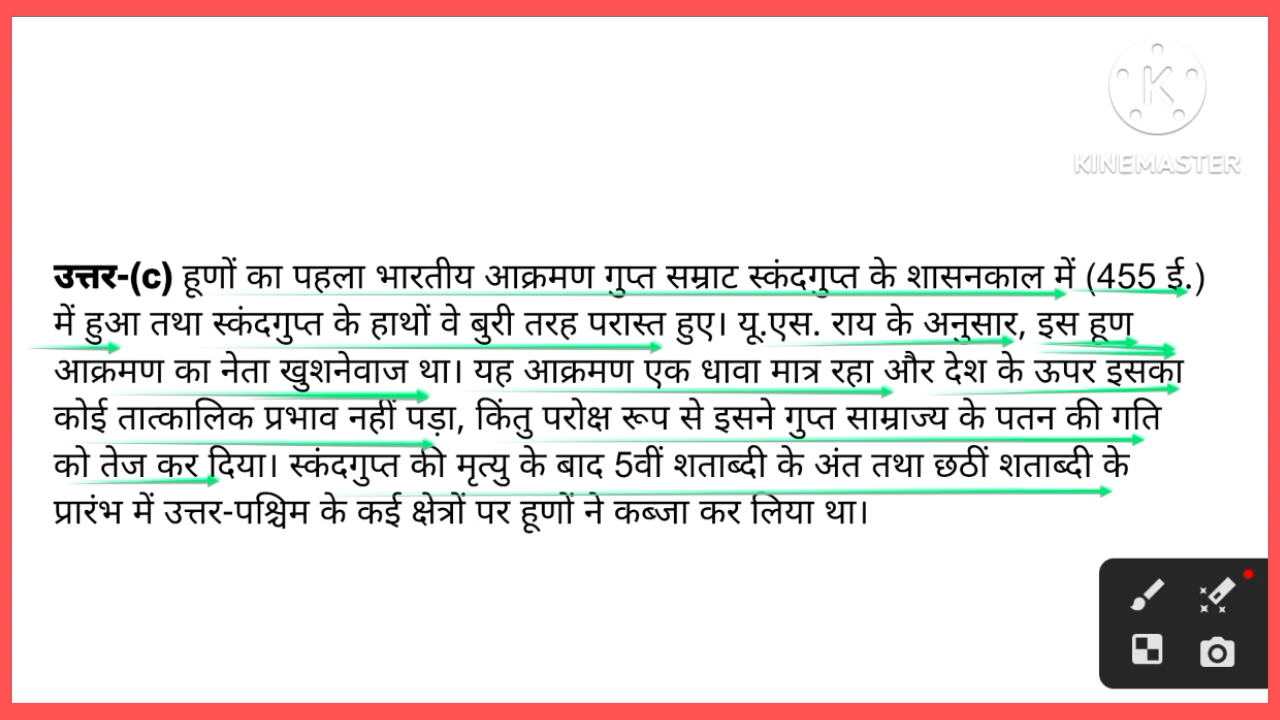 KINEMASTER
उत्तर-(c) हूणों का पहला भारतीय आक्रमण गुप्त सम्राट स्कंदगुप्त के शासनकाल में (455 ई.)
में हुआ तथा स्कंदगुप्त के हाथों वे बुरी तरह परास्त हुए। यू.एस. राय के अनुसार, इस हूण
आक्रमण का नेता खुशनेवाज था। यह आक्रमण एक धावा मात्र रहा और देश के ऊपर इसका
कोई तात्कालिक प्रभाव नहीं पड़ा, किंतु परोक्ष रूप से इसने गुप्त साम्राज्य के पतन की गति
को तेज कर दिया। स्कंदगुप्त की मृत्यु के बाद 5वीं शताब्दी के अंत तथा छठीं शताब्दी के
प्रारंभ में उत्तर-पश्चिम के कई क्षेत्रों पर हूणों ने कब्जा कर लिया था।